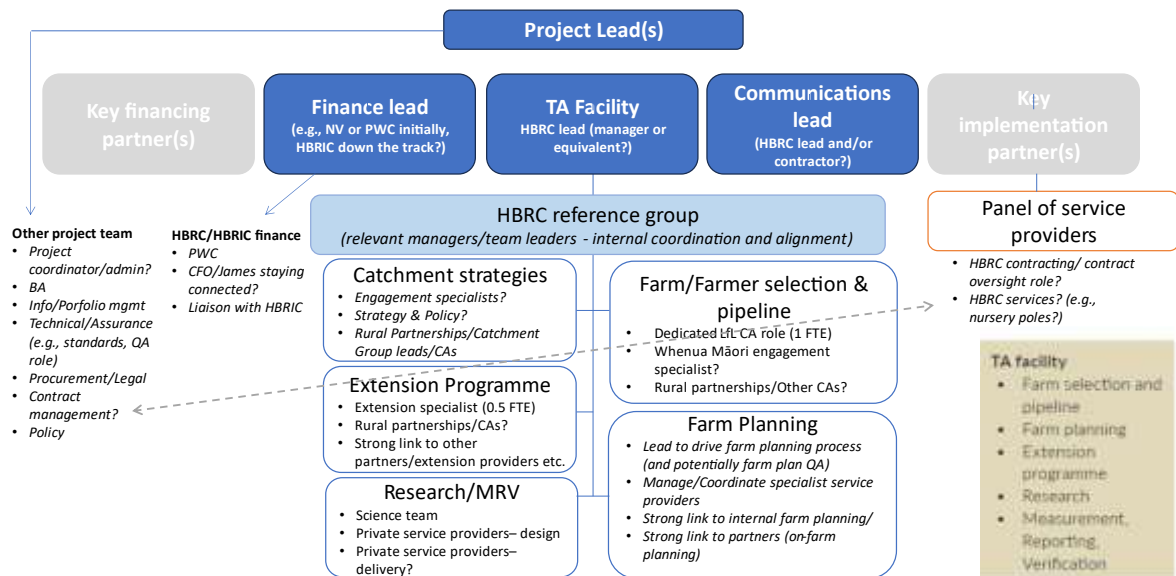 Project Lead(s)
Key financing
partner(s)
Finance lead
(e.g., NV or PWC initially,
HBRIC down the track?)
TA Facility
HBRC lead (manager or
equivalent?)
Communications
lead
(HBRC lead and/or
contractor?)
Key
implementation
partner(s)
HBRC reference group
(relevant managers/team leaders - internal coordination and alignment)
Panel of service
providers
• HBRC contracting/ contract
oversight role?
• HBRC services? (e.g.,
nursery poles?)
Other project team
• Project
coordinator/admin?
• BA
• Info/Porfolio mgmt
• Technical/Assurance
(e.g., standards, QA
role)
• Procurement/Legal
• Contract
management?
• Policy
HBRC/HBRIC finance
• PWC
• CFO/James staying
connected?
• Liaison with HBRIC
Catchment strategies
• Engagement specialists?
• Strategy & Policy?
• Rural Partnerships/Catchment
Group leads/CAs
Farm/Farmer selection &
pipeline
• Dedicated LfL CA role (1 FTE)
• Whenua Māori engagement
specialist?
• Rural partnerships/Other CAs?
Extension Programme
• Extension specialist (0.5 FTE)
• Rural partnerships/CAs?
• Strong link to other
partners/extension providers etc.
Farm Planning
• Lead to drive farm planning process
(and potentially farm plan QA)
• Manage/Coordinate specialist service
providers
• Strong link to internal farm planning/
• Strong link to partners (on-farm
planning)
Research/MRV
• Science team
• Private service providers– design
• Private service providers–
delivery?
TA facility
• Farm selection and
pipeline
• Farm planning
• Extension
programme
• Research
• Measurement,
Reporting,
Verification